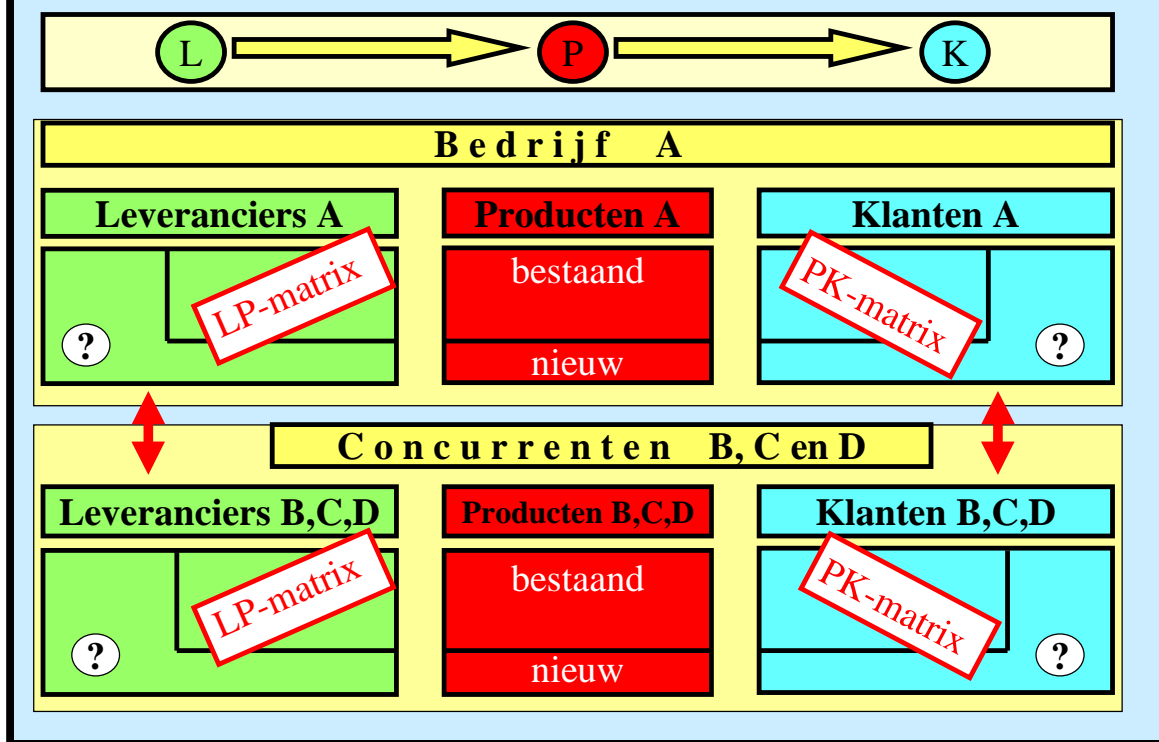 L P K
B e d r i j f A
Leveranciers A Producten A Klanten A
LP-matrix bestaand PK-matrix
? ?
nieuw
C o n c u r r e n t e n B, C en D
Leveranciers B,C,D Producten B,C,D Klanten B,C,D
LP-matrix bestaand PK-matrix
? ?
nieuw